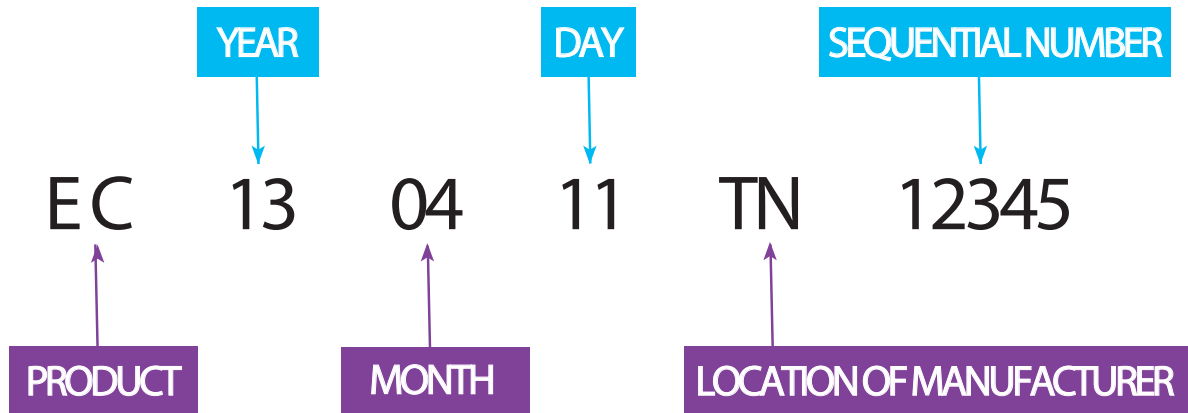 YEAR DAY SEQUENTIAL NUMBER
EC 13 04 11 TN 12345
PRODUCT MONTH LOCATION OF MANUFACTURER